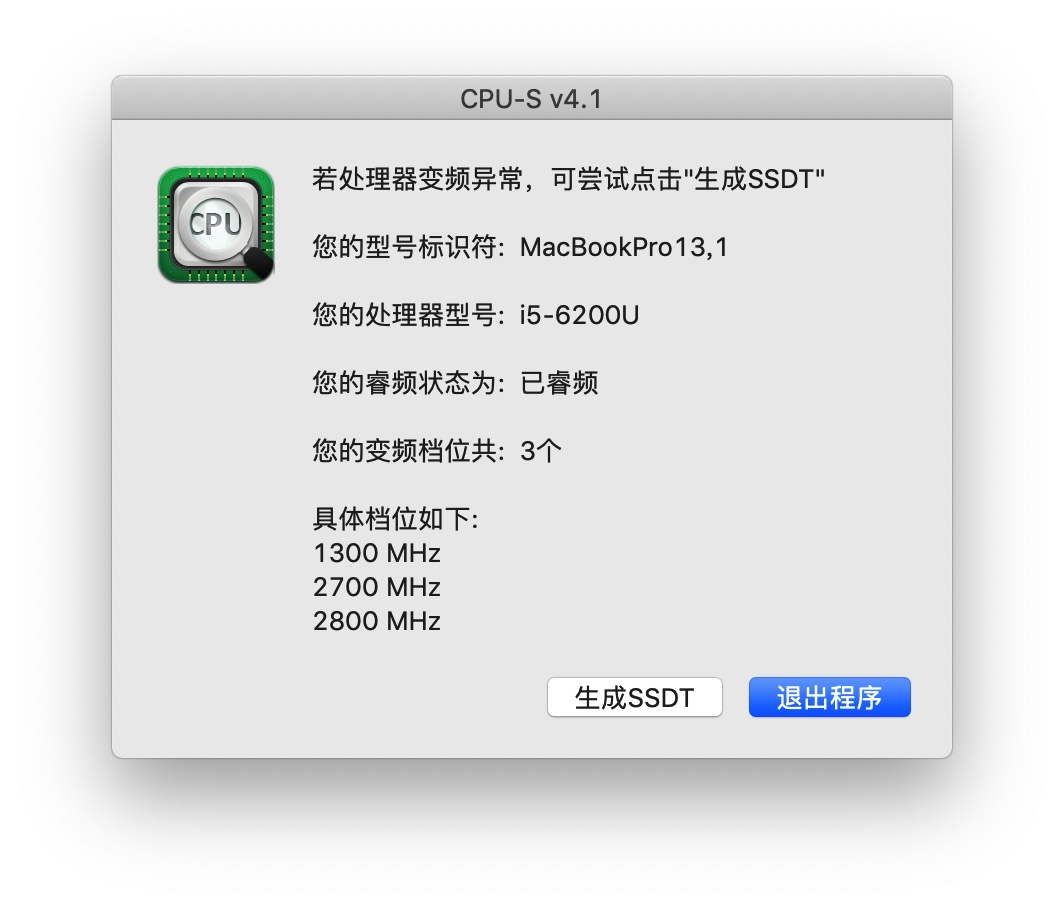 CPU-S v4.1
CPU
若处理器变频异常，可尝试点击"生成SSDT"
您的型号标识符：MacBookPro13,1
您的处理器型号：i5-6200U
您的睿频状态为：已睿频
您的变频档位共：3个
具体档位如下：
1300 MHz
2700 MHz
2800 MHz
生成SSDT
退出程序